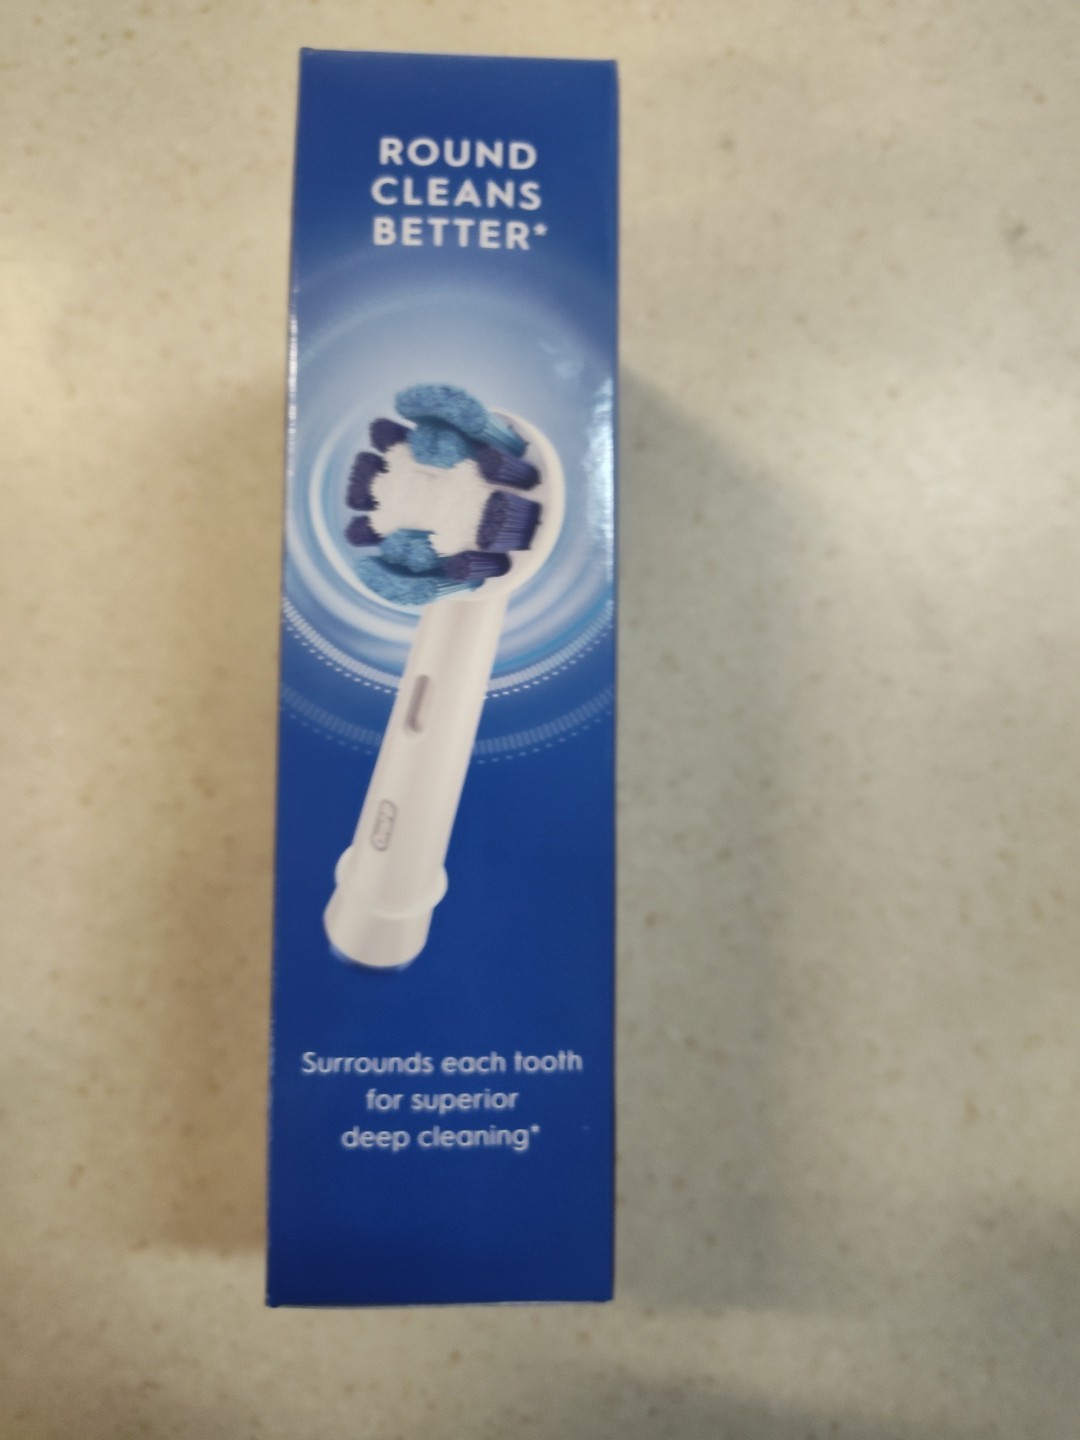 ROUND
CLEANS
BETTER*
Surrounds each tooth
for superior
deep cleaning*